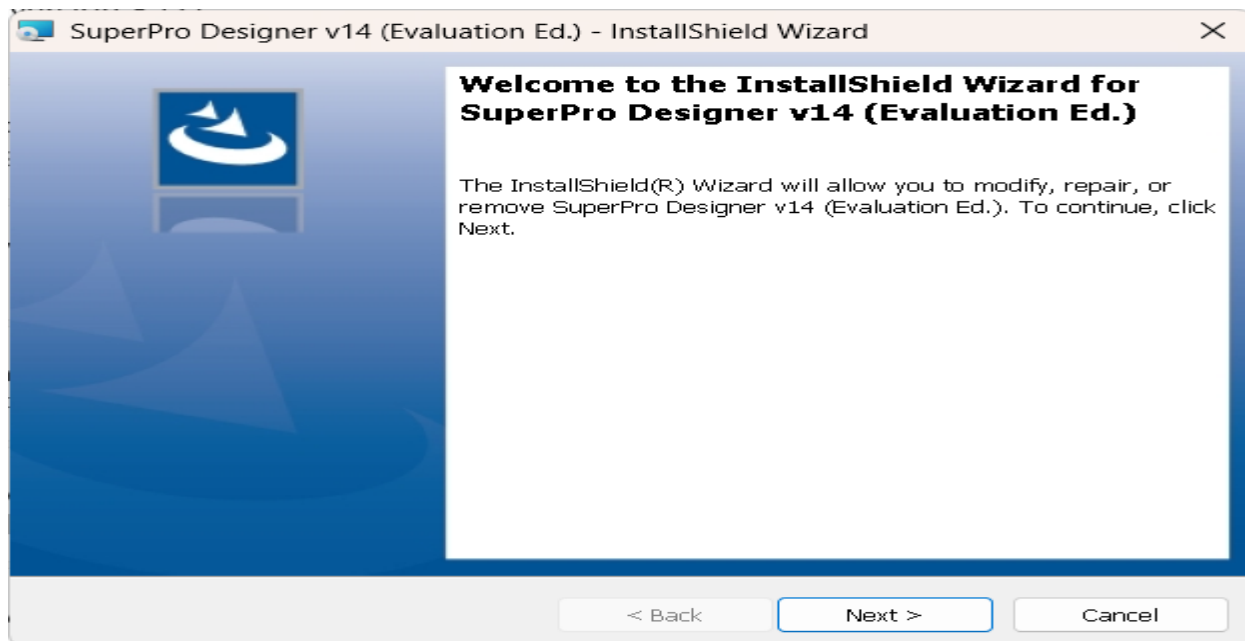 SuperPro Designer v14 (Evaluation Ed.) - InstallShield Wizard
Welcome to the InstallShield Wizard for
SuperPro Designer v14 (Evaluation Ed.)
The InstallShield(R) Wizard will allow you to modify, repair, or
remove SuperPro Designer v14 (Evaluation Ed.). To continue, click
Next.
< Back
Next >
Cancel